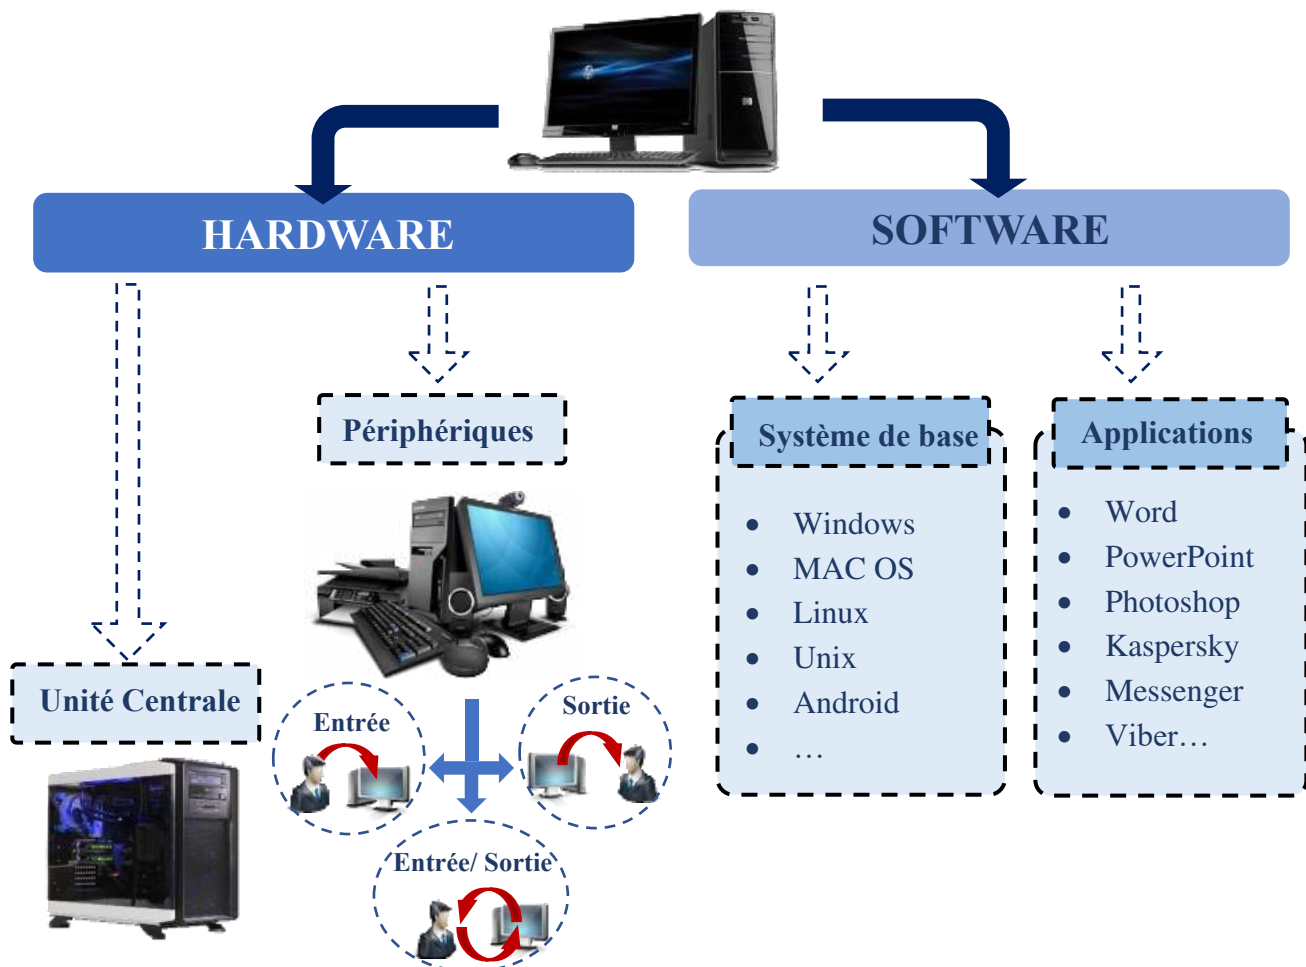 HARDWARE
SOFTWARE
Périphériques
Unité Centrale
Entrée
Sortie
Entrée/ Sortie
Système de base
• Windows
• MAC OS
• Linux
• Unix
• Android
• …
Applications
• Word
• PowerPoint
• Photoshop
• Kaspersky
• Messenger
• Viber…